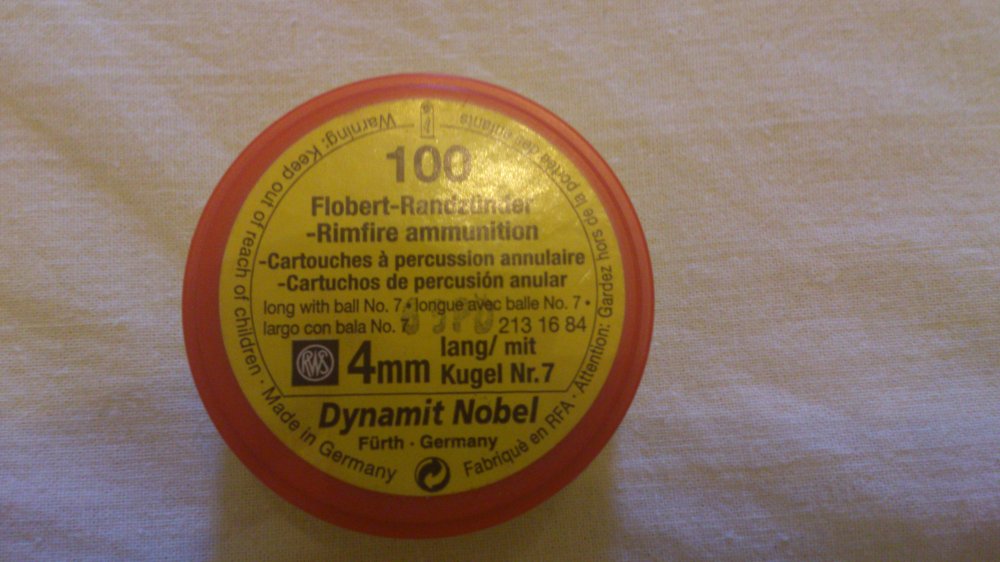 100
Flobert-Randzünder
-Rimfire ammunition
-Cartouches à percussion annulaire
-Cartuchos de percusión anular
long with ball No. 7 • longue avec balle No. 7 •
largo con bala No. 7 213 16 84
RWS 4mm lang/ mit
Kugel Nr.7
Dynamit Nobel
Fürth · Germany
Warning: Keep out of reach of children · Made in Germany
Fabriqué en RFA · Attention: Gardez hors de la portée des enfants